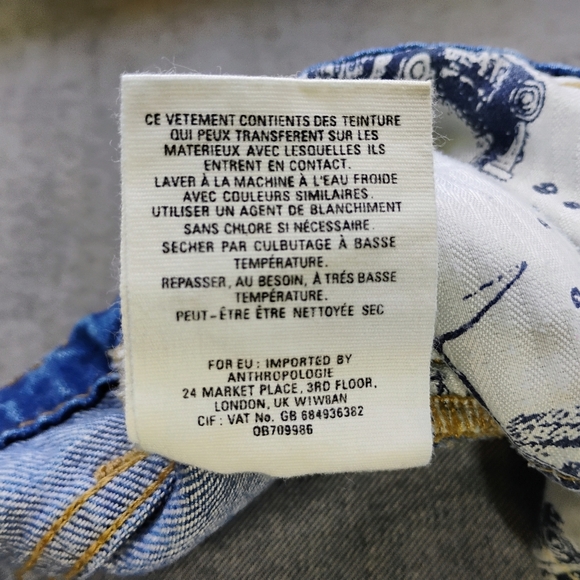 CE VETEMENT CONTIENTS DES TEINTURE
QUI PEUX TRANSFERENT SUR LES
MATERIEUX AVEC LESQUELLES ILS
ENTRENT EN CONTACT.
LAVER À LA MACHINE À L'EAU FROIDE
AVEC COULEURS SIMILAIRES.
UTILISER UN AGENT DE BLANCHIMENT
SANS CHLORE SI NÉCESSAIRE.
SÉCHER PAR CULBUTAGE À BASSE
TEMPÉRATURE.
REPASSER, AU BESOIN, À TRÉS BASSE
TEMPÉRATURE.
PEUT-ÊTRE ÊTRE NETTOYÉE SEC
FOR EU: IMPORTED BY
ANTHROPOLOGIE
24 MARKET PLACE, 3RD FLOOR,
LONDON, UK W1W8AN
CIF: VAT No. GB 684936382
OB709986